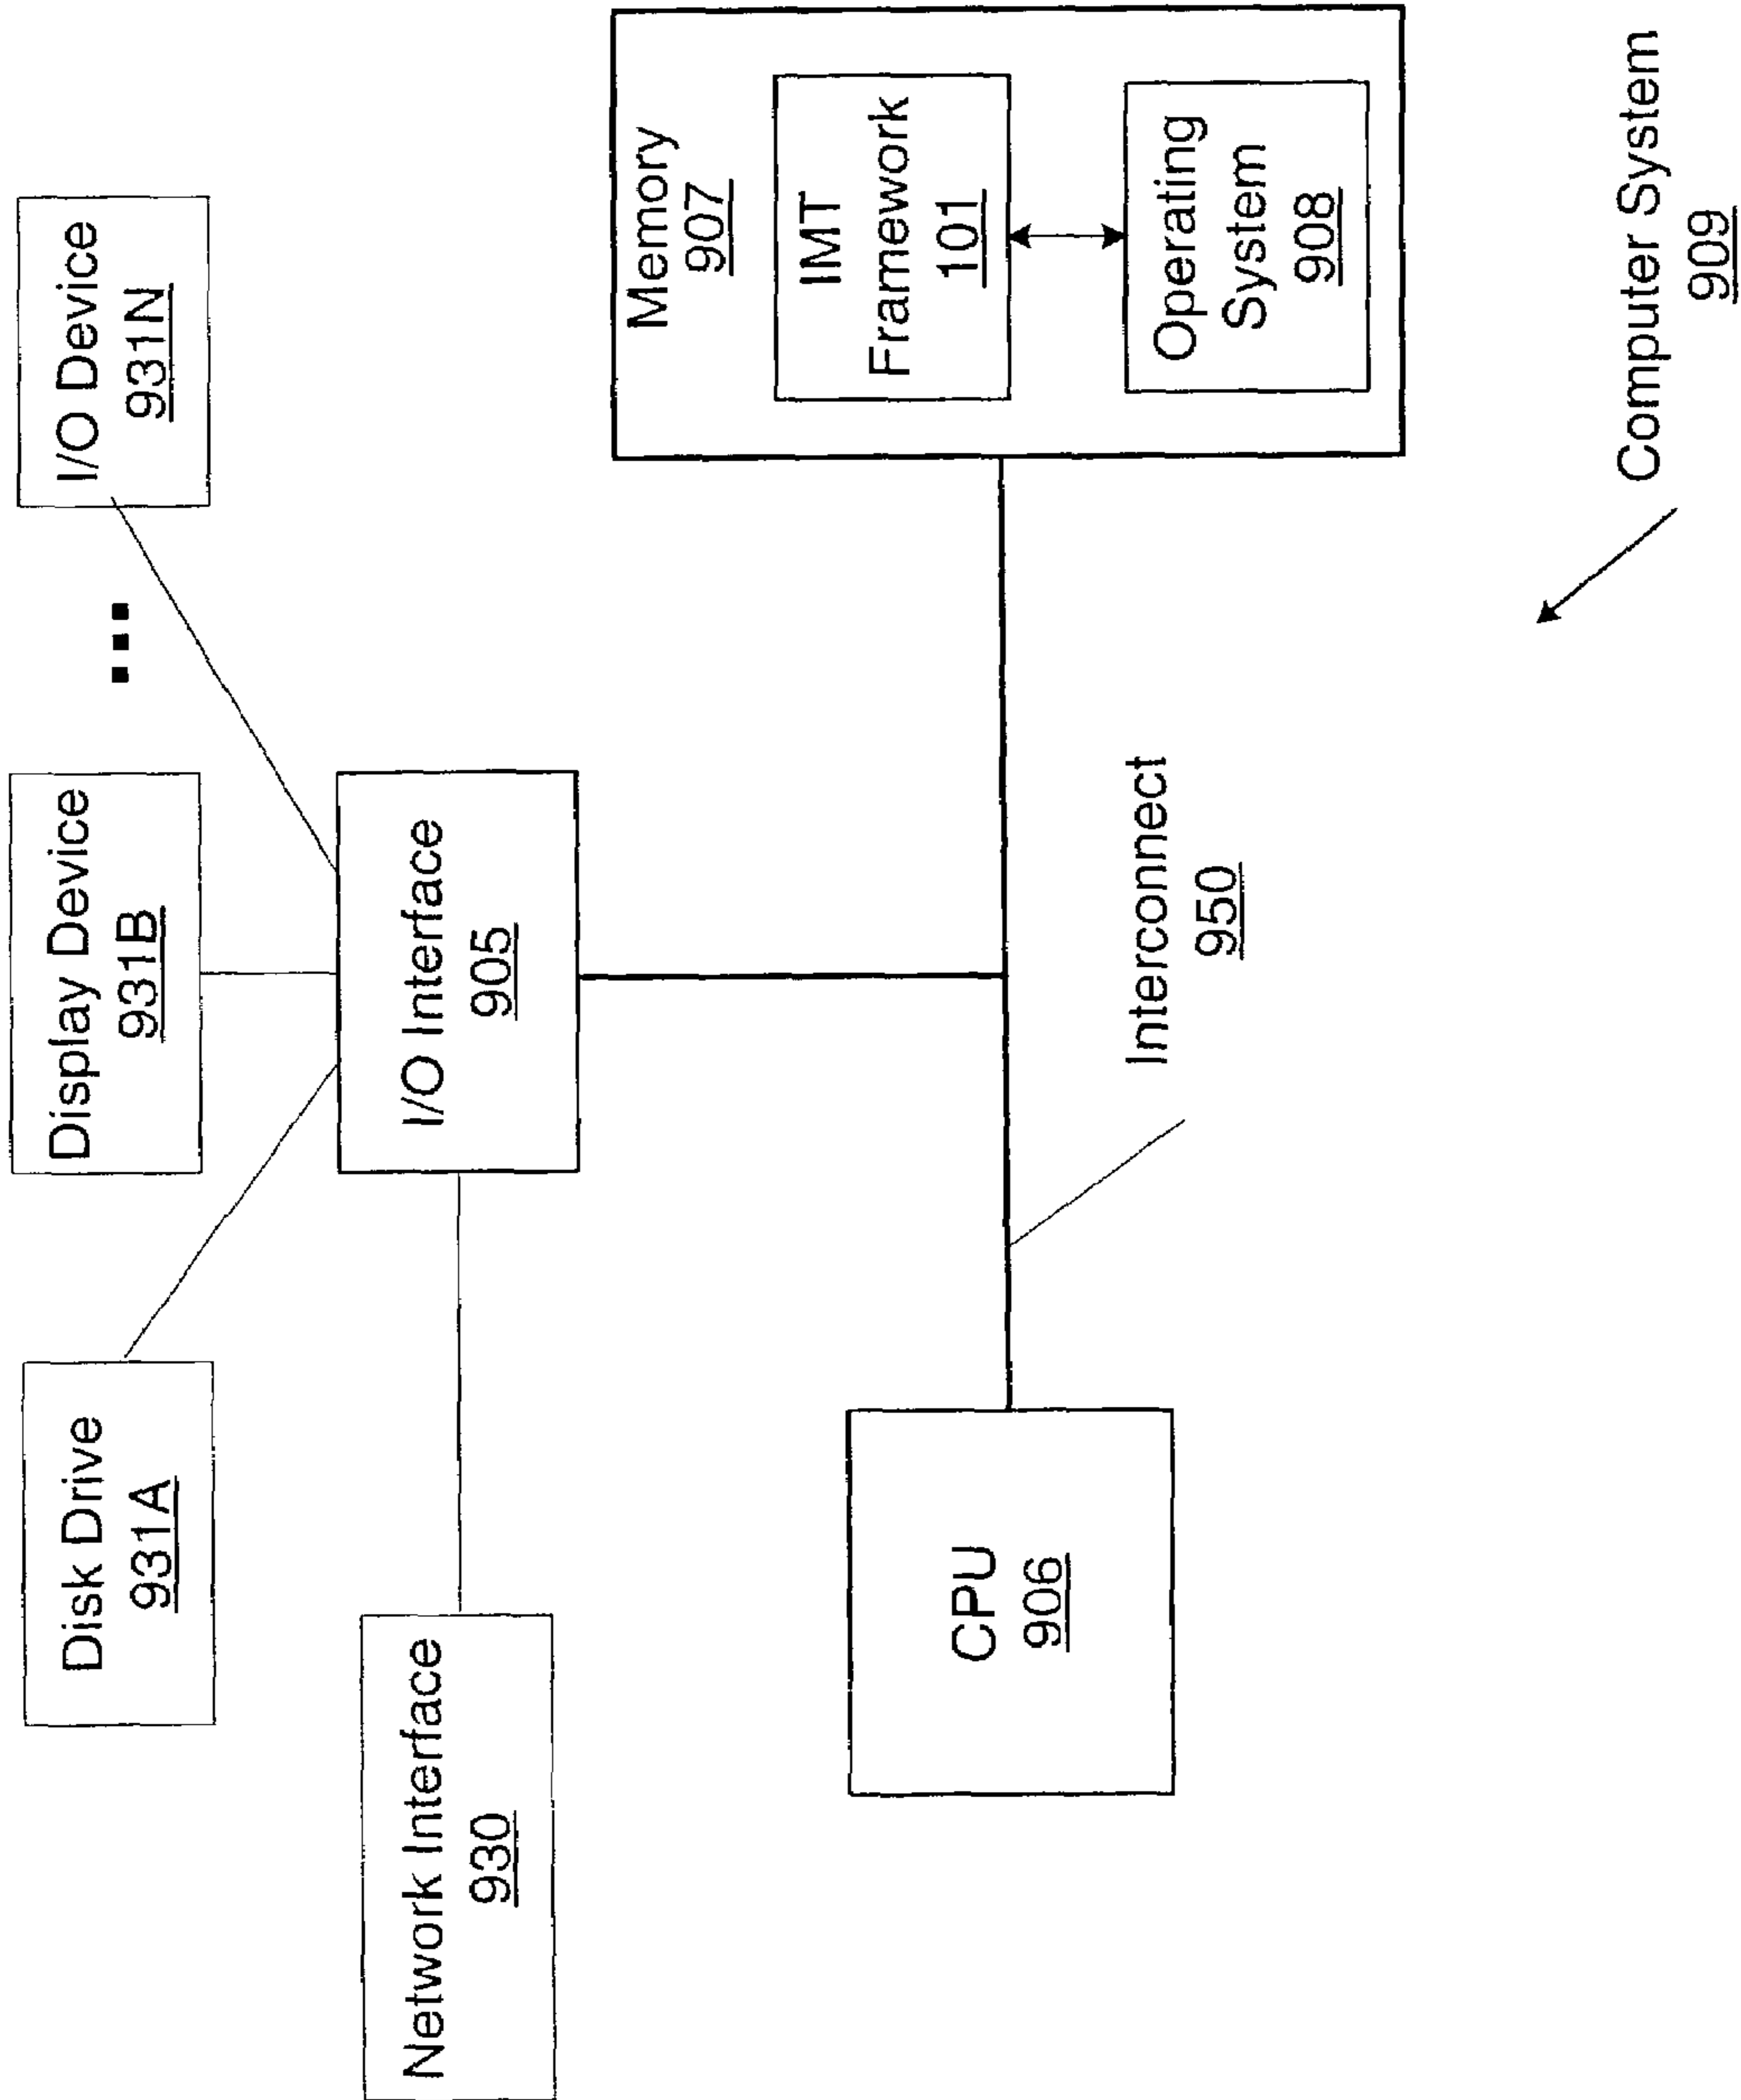 Disk Drive
931A
Display Device
931B
...
I/O Device
931N
Network Interface
930
I/O Interface
905
CPU
906
Memory
907
IMT
Framework
101
Operating
System
908
Interconnect
950
Computer System
909